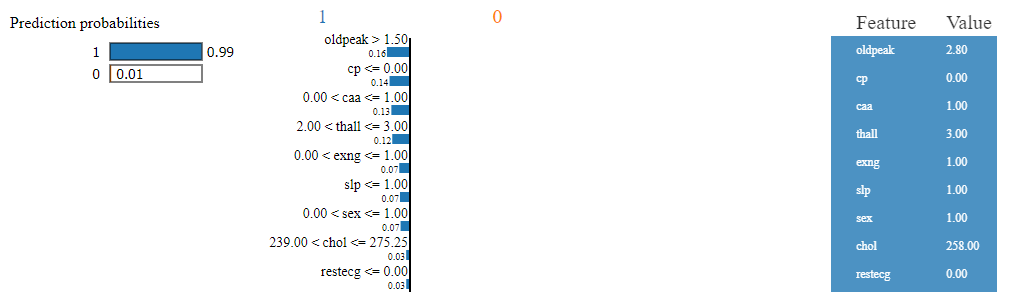 Prediction probabilities
1 0.99
0 0.01
1 0
oldpeak > 1.50
0.16
cp <= 0.00
0.14
0.00 < caa <= 1.00
0.13
2.00 < thall <= 3.00
0.12
0.00 < exng <= 1.00
0.07
slp <= 1.00
0.07
0.00 < sex <= 1.00
0.07
239.00 < chol <= 275.25
0.03
restecg <= 0.00
0.03
Feature Value
oldpeak 2.80
cp 0.00
caa 1.00
thall 3.00
exng 1.00
slp 1.00
sex 1.00
chol 258.00
restecg 0.00